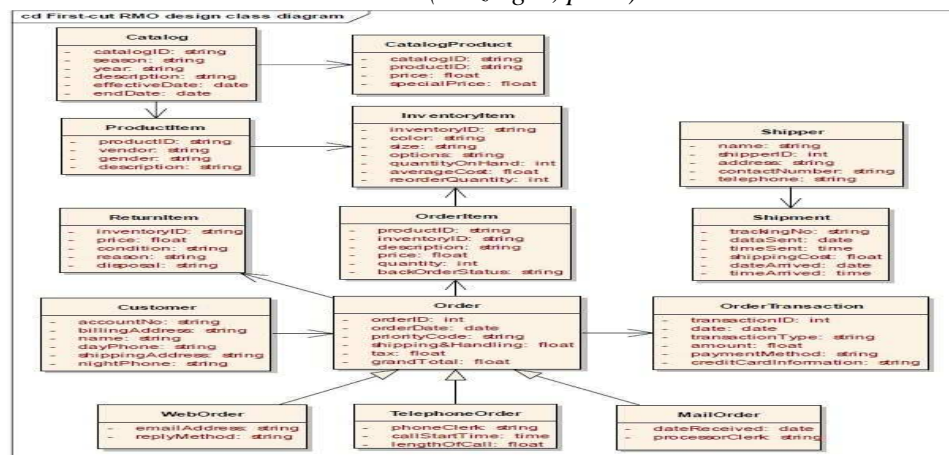 cd First-cut RMO design class diagram
Catalog
- catalogID: string
- season: string
- year: string
- description: string
- effectiveDate: date
- endDate: date
CatalogProduct
- catalogID: string
- productID: string
- price: float
- specialPrice: float
ProductItem
- productID: string
- vendor: string
- gender: string
- description: string
InventoryItem
- inventoryID: string
- color: string
- size: string
- options: string
- quantityOnHand: int
- averageCost: float
- reorderQuantity: int
Shipper
- name: string
- shipperID: int
- address: string
- contactNumber: string
- telephone: string
ReturnItem
- inventoryID: string
- price: float
- condition: string
- reason: string
- disposal: string
OrderItem
- productID: string
- inventoryID: string
- description: string
- price: float
- quantity: int
- backOrderStatus: string
Shipment
- trackingNo: string
- dataSent: date
- timeSent: time
- shippingCost: float
- dateArrived: date
- timeArrived: time
Customer
- accountNo: string
- billingAddress: string
- name: string
- dayPhone: string
- shippingAddress: string
- nightPhone: string
Order
- orderID: int
- orderDate: date
- priorityCode: string
- shipping&Handling: float
- tax: float
- grandTotal: float
OrderTransaction
- transactionID: int
- date: date
- transactionType: string
- amount: float
- paymentMethod: string
- creditCardInformation: string
WebOrder
- emailAddress: string
- replyMethod: string
TelephoneOrder
- phoneClerk: string
- callStartTime: time
- lengthOfCall: float
MailOrder
- dateReceived: date
- processorClerk: string